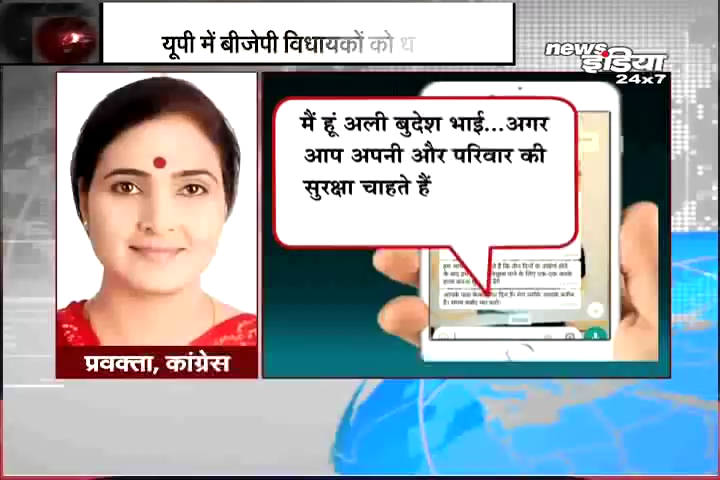 यूपी में बीजेपी विधायकों को ध
news
इंडिया
24x7
मैं हूं अली बुदेश भाई...अगर
आप अपनी और परिवार की
सुरक्षा चाहते हैं
प्रवक्ता, कांग्रेस